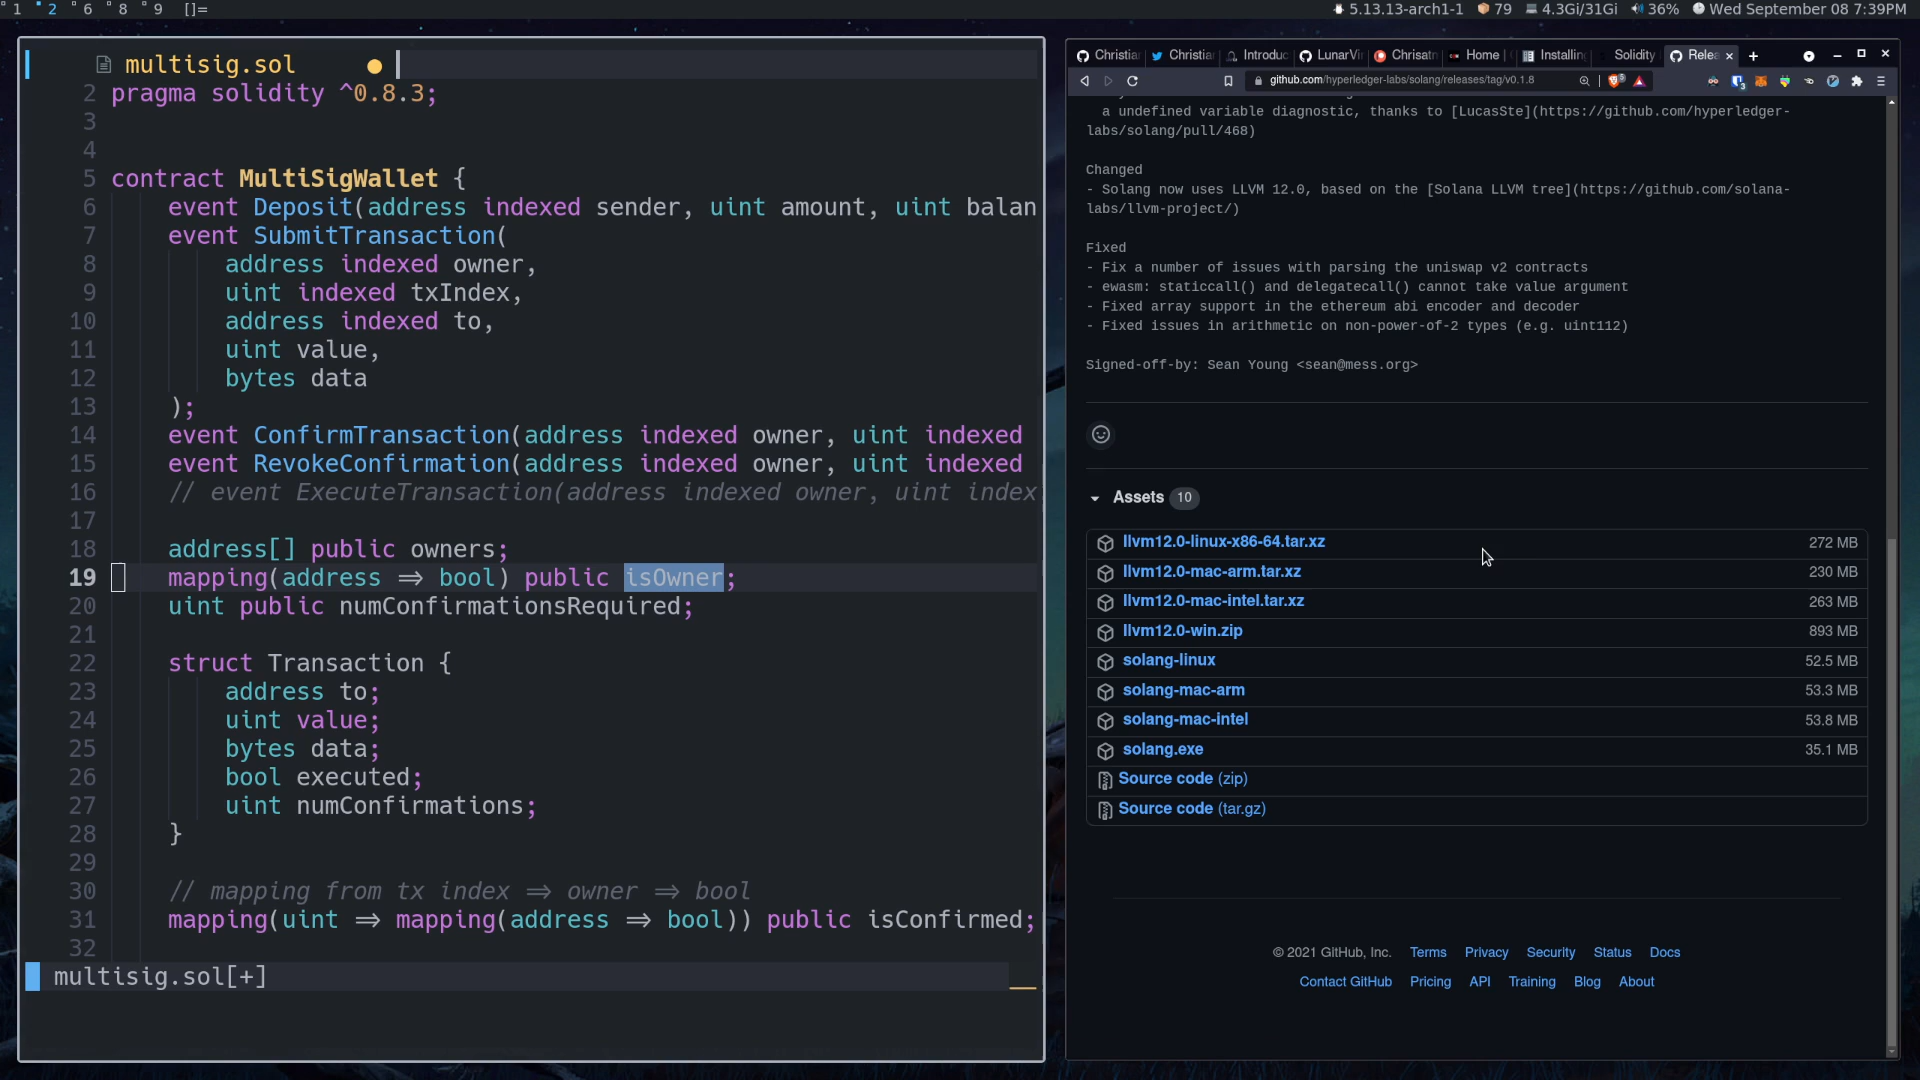 1 2 6 8 9 []=
5.13.13-arch1-1 79 4.3Gi/31Gi 36% Wed September 08 7:39PM
multisig.sol
2 pragma solidity ^0.8.3;
3
4
5 contract MultiSigWallet {
6 event Deposit(address indexed sender, uint amount, uint balan
7 event SubmitTransaction(
8 address indexed owner,
9 uint indexed txIndex,
10 address indexed to,
11 uint value,
12 bytes data
13 );
14 event ConfirmTransaction(address indexed owner, uint indexed
15 event RevokeConfirmation(address indexed owner, uint indexed
16 // event ExecuteTransaction(address indexed owner, uint index
17
18 address[] public owners;
19 mapping(address ⇒ bool) public isOwner;
20 uint public numConfirmationsRequired;
21
22 struct Transaction {
23 address to;
24 uint value;
25 bytes data;
26 bool executed;
27 uint numConfirmations;
28 }
29
30 // mapping from tx index ⇒ owner ⇒ bool
31 mapping(uint ⇒ mapping(address ⇒ bool)) public isConfirmed;
32
multisig.sol[+]
Christian Christian Introduc LunarVi Chrisatn Home | Installing Solidity Relea
github.com/hyperledger-labs/solang/releases/tag/v0.1.8
a undefined variable diagnostic, thanks to [LucasSte](https://github.com/hyperledger-
labs/solang/pull/468)
Changed
- Solang now uses LLVM 12.0, based on the [Solana LLVM tree](https://github.com/solana-
labs/llvm-project/)
Fixed
- Fix a number of issues with parsing the uniswap v2 contracts
- ewasm: staticcall() and delegatecall() cannot take value argument
- Fixed array support in the ethereum abi encoder and decoder
- Fixed issues in arithmetic on non-power-of-2 types (e.g. uint112)
Signed-off-by: Sean Young <sean@mess.org>
Assets 10
llvm12.0-linux-x86-64.tar.xz 272 MB
llvm12.0-mac-arm.tar.xz 230 MB
llvm12.0-mac-intel.tar.xz 263 MB
llvm12.0-win.zip 893 MB
solang-linux 52.5 MB
solang-mac-arm 53.3 MB
solang-mac-intel 53.8 MB
solang.exe 35.1 MB
Source code (zip)
Source code (tar.gz)
© 2021 GitHub, Inc. Terms Privacy Security Status Docs
Contact GitHub Pricing API Training Blog About